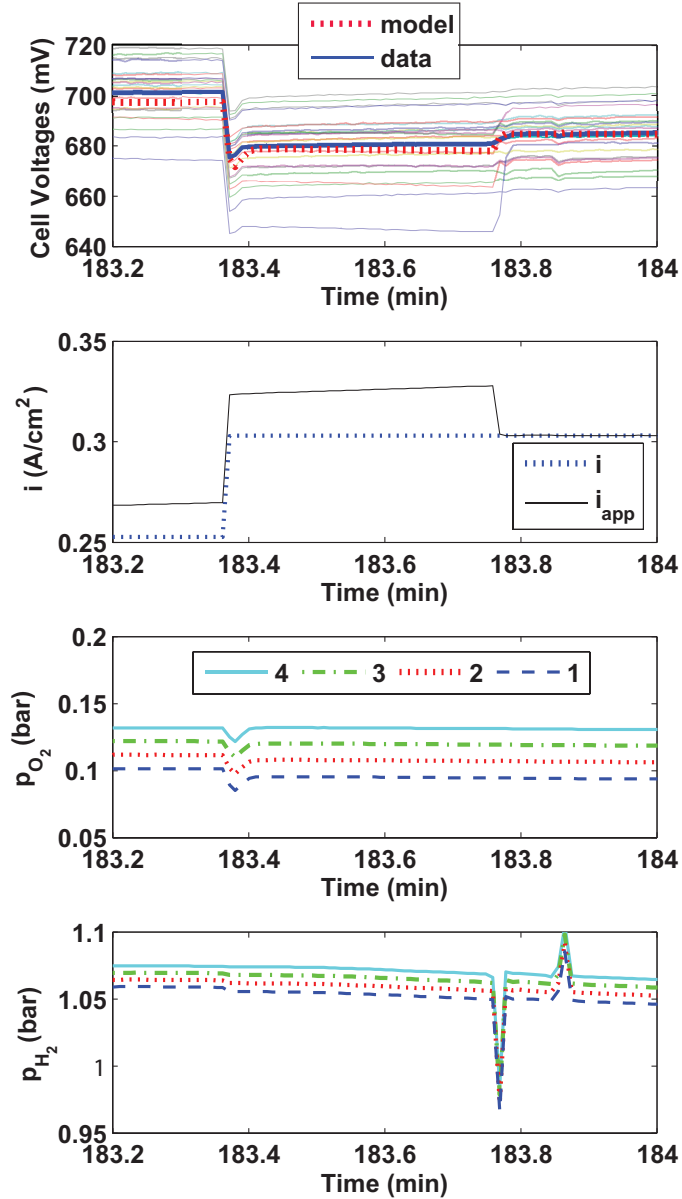 model
data
720
700
680
660
640
Cell Voltages (mV)
183.2 183.4 183.6 183.8 184
Time (min)
0.35
0.3
0.25
i (A/cm²)
i
i_app
183.2 183.4 183.6 183.8 184
Time (min)
0.2
0.15
0.1
0.05
p_O₂ (bar)
4 3 2 1
183.2 183.4 183.6 183.8 184
Time (min)
1.1
1.05
1
0.95
p_H₂ (bar)
183.2 183.4 183.6 183.8 184
Time (min)